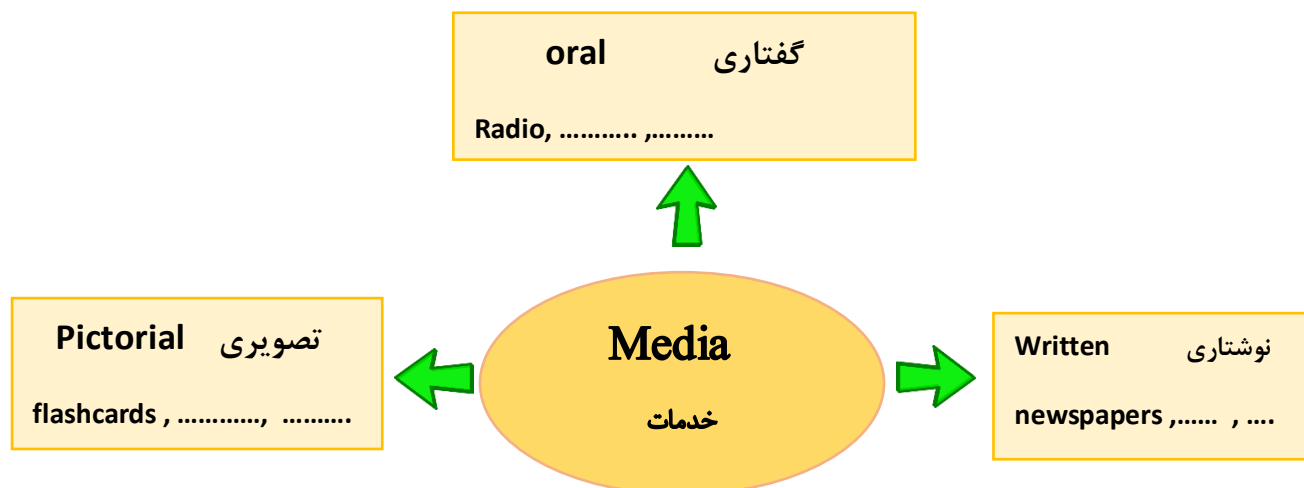 oral گفتاری
Radio, ……….. ,………
Pictorial تصویری
flashcards , …………, ……….
Media
خدمات
Written نوشتاری
newspapers ,…… , ….